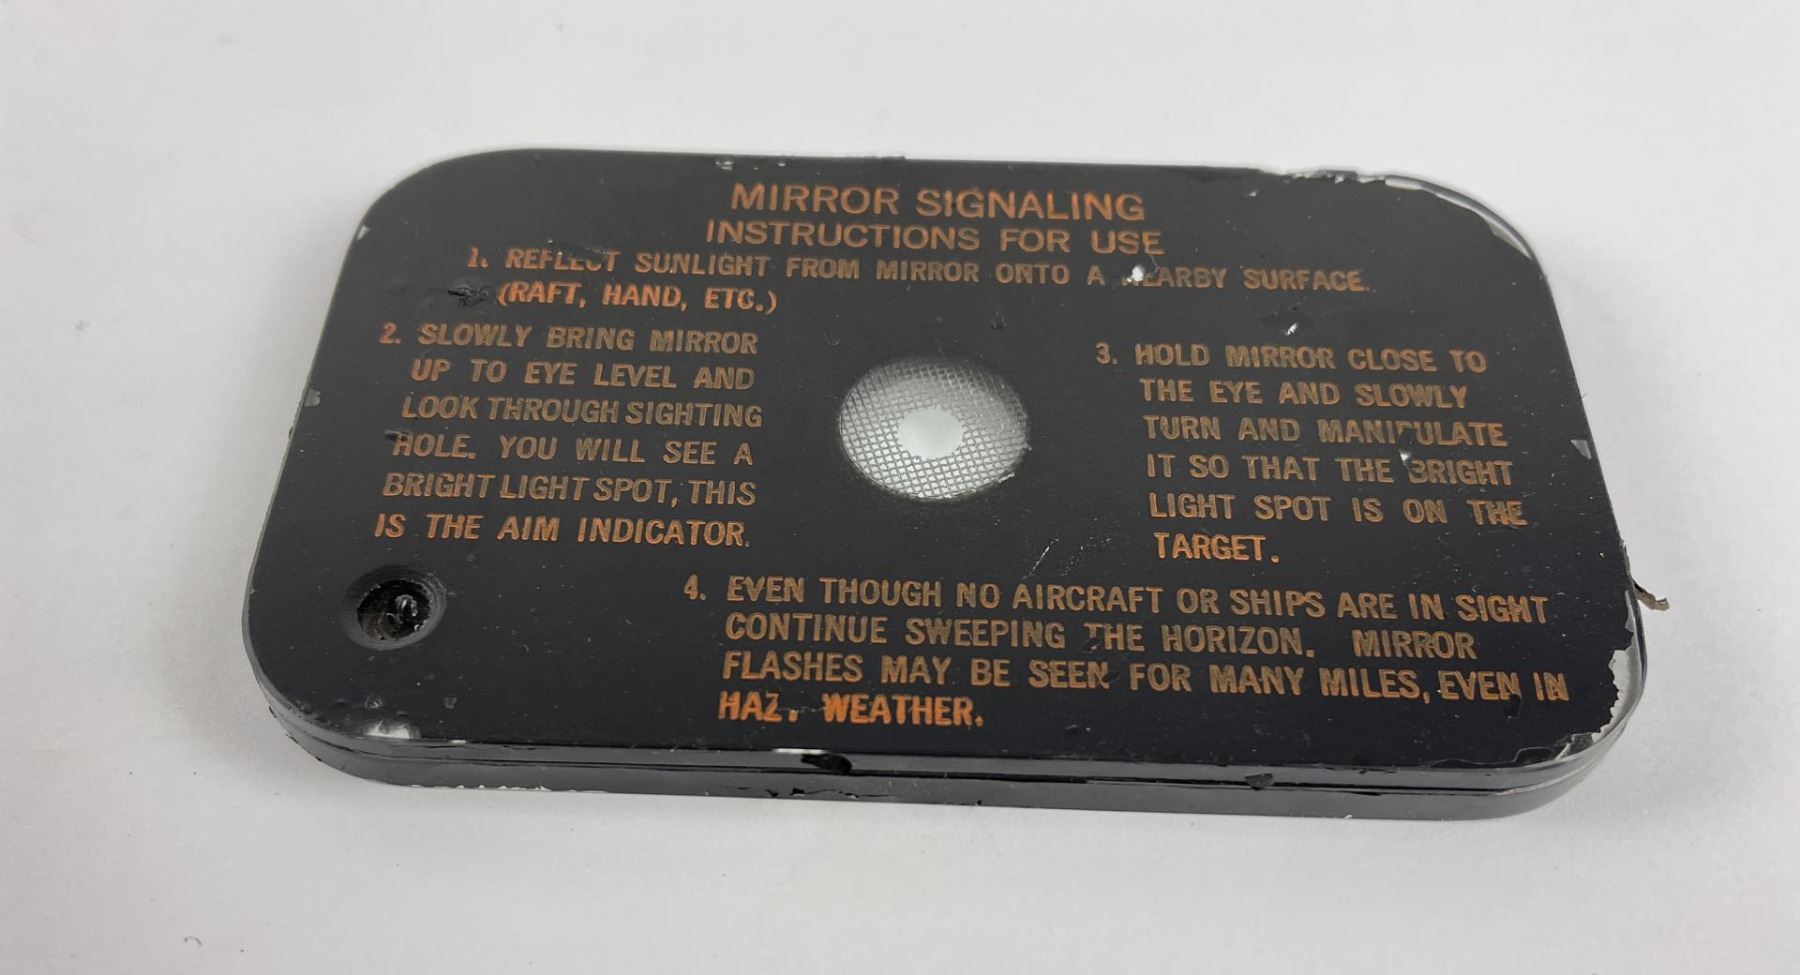 MIRROR SIGNALING
INSTRUCTIONS FOR USE
1. REFLECT SUNLIGHT FROM MIRROR ONTO A NEARBY SURFACE.
(RAFT, HAND, ETC.)
2. SLOWLY BRING MIRROR
UP TO EYE LEVEL AND
LOOK THROUGH SIGHTING
HOLE. YOU WILL SEE A
BRIGHT LIGHT SPOT, THIS
IS THE AIM INDICATOR.
3. HOLD MIRROR CLOSE TO
THE EYE AND SLOWLY
TURN AND MANIPULATE
IT SO THAT THE BRIGHT
LIGHT SPOT IS ON THE
TARGET.
4. EVEN THOUGH NO AIRCRAFT OR SHIPS ARE IN SIGHT
CONTINUE SWEEPING THE HORIZON. MIRROR
FLASHES MAY BE SEEN FOR MANY MILES, EVEN IN
HAZY WEATHER.